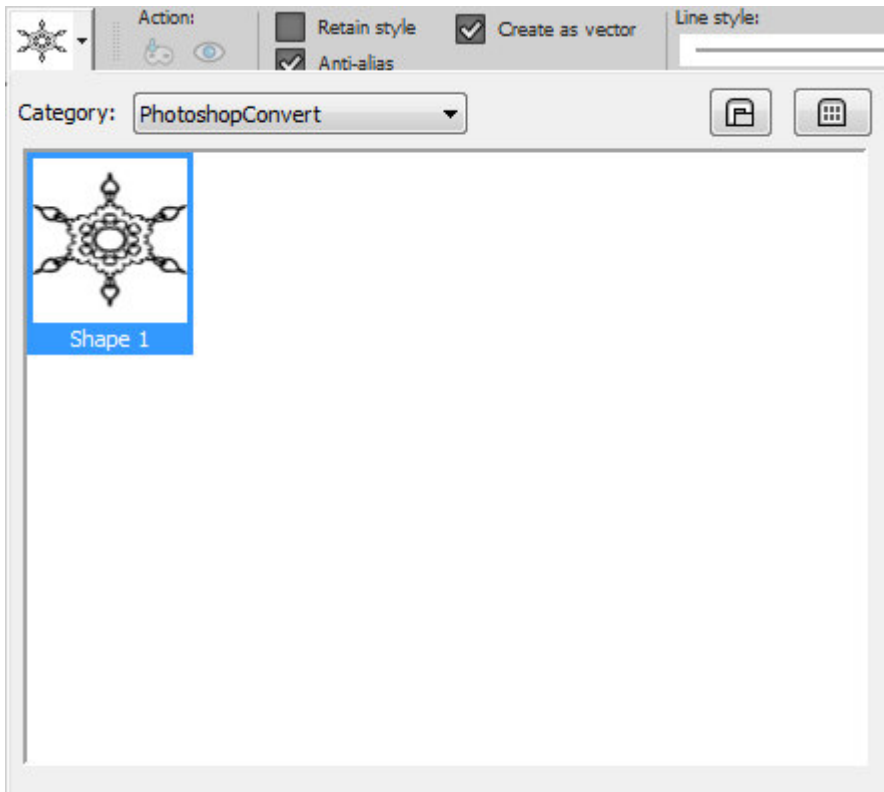 Action:
Retain style
Create as vector
Line style:
Anti-alias
Category:
PhotoshopConvert
Shape 1